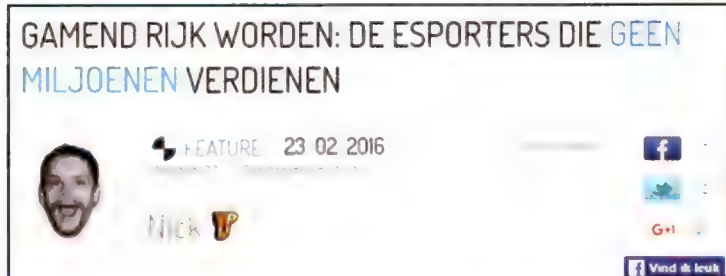 GAMEND RIJK WORDEN: DE ESPORTERS DIE GEEN
MILJOENEN VERDIENEN
FEATURE 23 02 2016
f
Nick
G+1
f Vind ik leuk